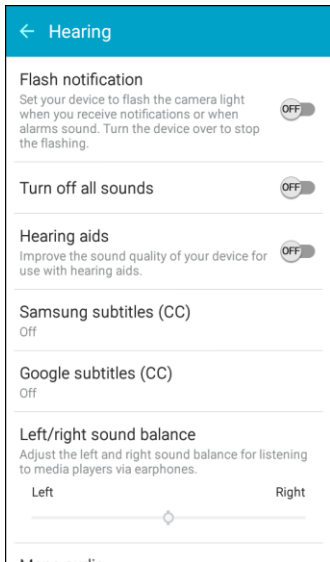 ← Hearing
Flash notification
Set your device to flash the camera light
when you receive notifications or when
alarms sound. Turn the device over to stop
the flashing.
OFF
Turn off all sounds
OFF
Hearing aids
Improve the sound quality of your device for
use with hearing aids.
OFF
Samsung subtitles (CC)
Off
Google subtitles (CC)
Off
Left/right sound balance
Adjust the left and right sound balance for listening
to media players via earphones.
Left Right